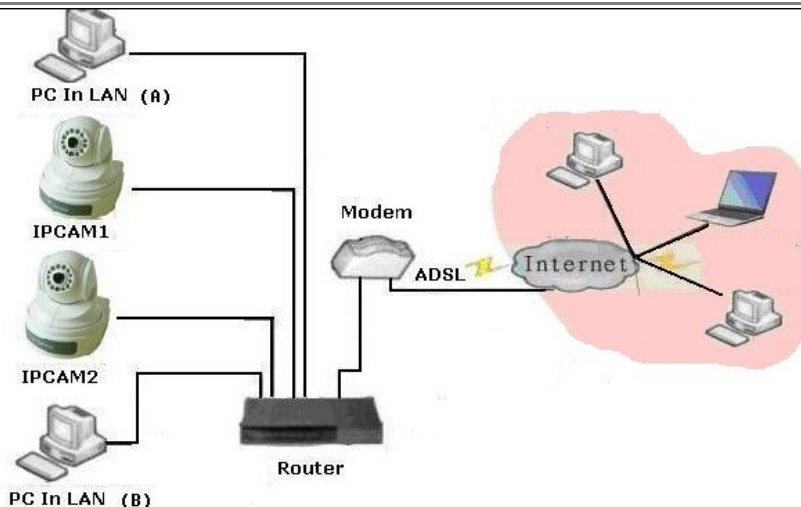 PC In LAN (A)
IPCAM1
Modem
ADSL
Internet
IPCAM2
Router
PC In LAN (B)